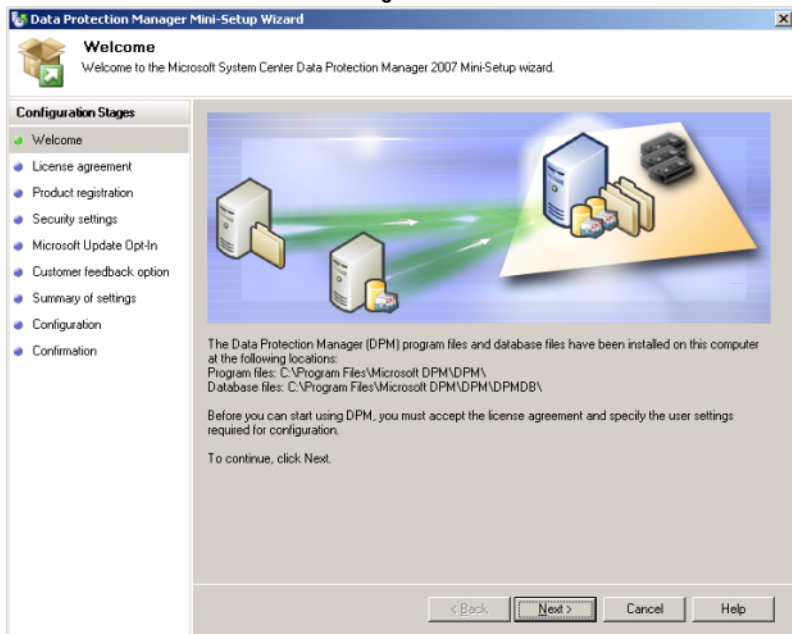 Data Protection Manager Mini-Setup Wizard
Welcome
Welcome to the Microsoft System Center Data Protection Manager 2007 Mini-Setup wizard.
Configuration Stages
Welcome
License agreement
Product registration
Security settings
Microsoft Update Opt-In
Customer feedback option
Summary of settings
Configuration
Confirmation
The Data Protection Manager (DPM) program files and database files have been installed on this computer
at the following locations:
Program files: C:\Program Files\Microsoft DPM\DPM\
Database files: C:\Program Files\Microsoft DPM\DPM\DPMDB\
Before you can start using DPM, you must accept the license agreement and specify the user settings
required for configuration.
To continue, click Next.
< Back Next > Cancel Help